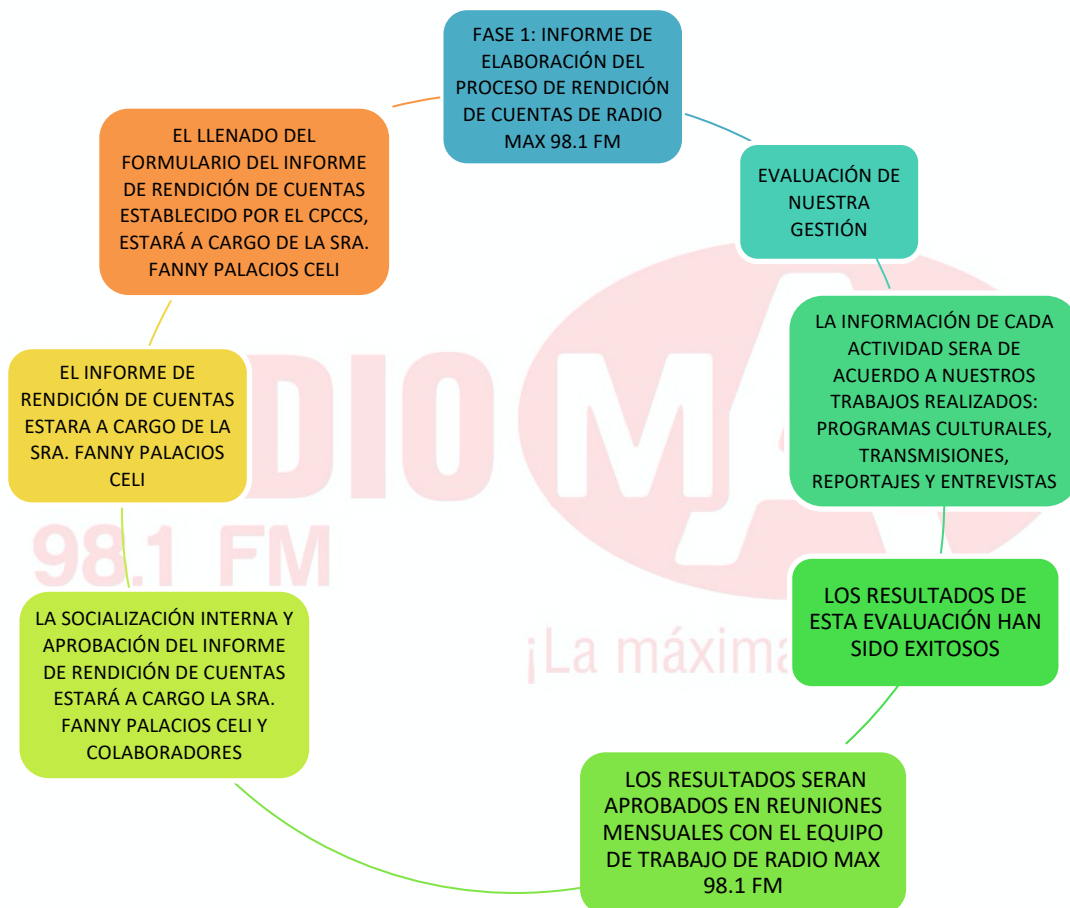 FASE 1: INFORME DE
ELABORACIÓN DEL
PROCESO DE RENDICIÓN
DE CUENTAS DE RADIO
MAX 98.1 FM
EVALUACIÓN DE
NUESTRA
GESTIÓN
LA INFORMACIÓN DE CADA
ACTIVIDAD SERA DE
ACUERDO A NUESTROS
TRABAJOS REALIZADOS:
PROGRAMAS CULTURALES,
TRANSMISIONES,
REPORTAJES Y ENTREVISTAS
LOS RESULTADOS DE
ESTA EVALUACIÓN HAN
SIDO EXITOSOS
LOS RESULTADOS SERAN
APROBADOS EN REUNIONES
MENSUALES CON EL EQUIPO
DE TRABAJO DE RADIO MAX
98.1 FM
LA SOCIALIZACIÓN INTERNA Y
APROBACIÓN DEL INFORME
DE RENDICIÓN DE CUENTAS
ESTARÁ A CARGO LA SRA.
FANNY PALACIOS CELI Y
COLABORADORES
EL INFORME DE
RENDICIÓN DE CUENTAS
ESTARA A CARGO DE LA
SRA. FANNY PALACIOS
CELI
EL LLENADO DEL
FORMULARIO DEL INFORME
DE RENDICIÓN DE CUENTAS
ESTABLECIDO POR EL CPCCS,
ESTARÁ A CARGO DE LA SRA.
FANNY PALACIOS CELI
98.1 FM
¡La máxima